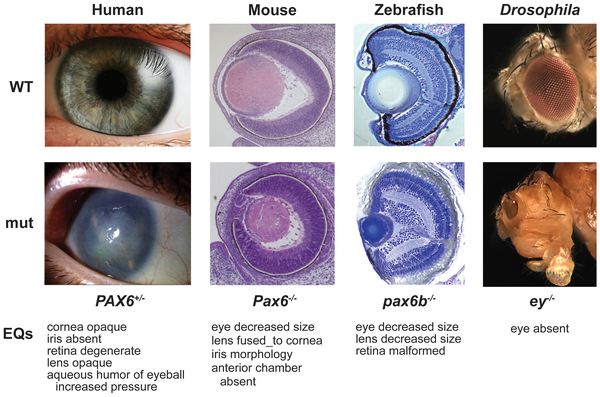 Human Mouse Zebrafish Drosophila
WT
mut
PAX6+/- Pax6-/- pax6b-/- ey-/-
EQs
cornea opaque
iris absent
retina degenerate
lens opaque
aqueous humor of eyeball
increased pressure
eye decreased size
lens fused_to cornea
iris morphology
anterior chamber
absent
eye decreased size
lens decreased size
retina malformed
eye absent